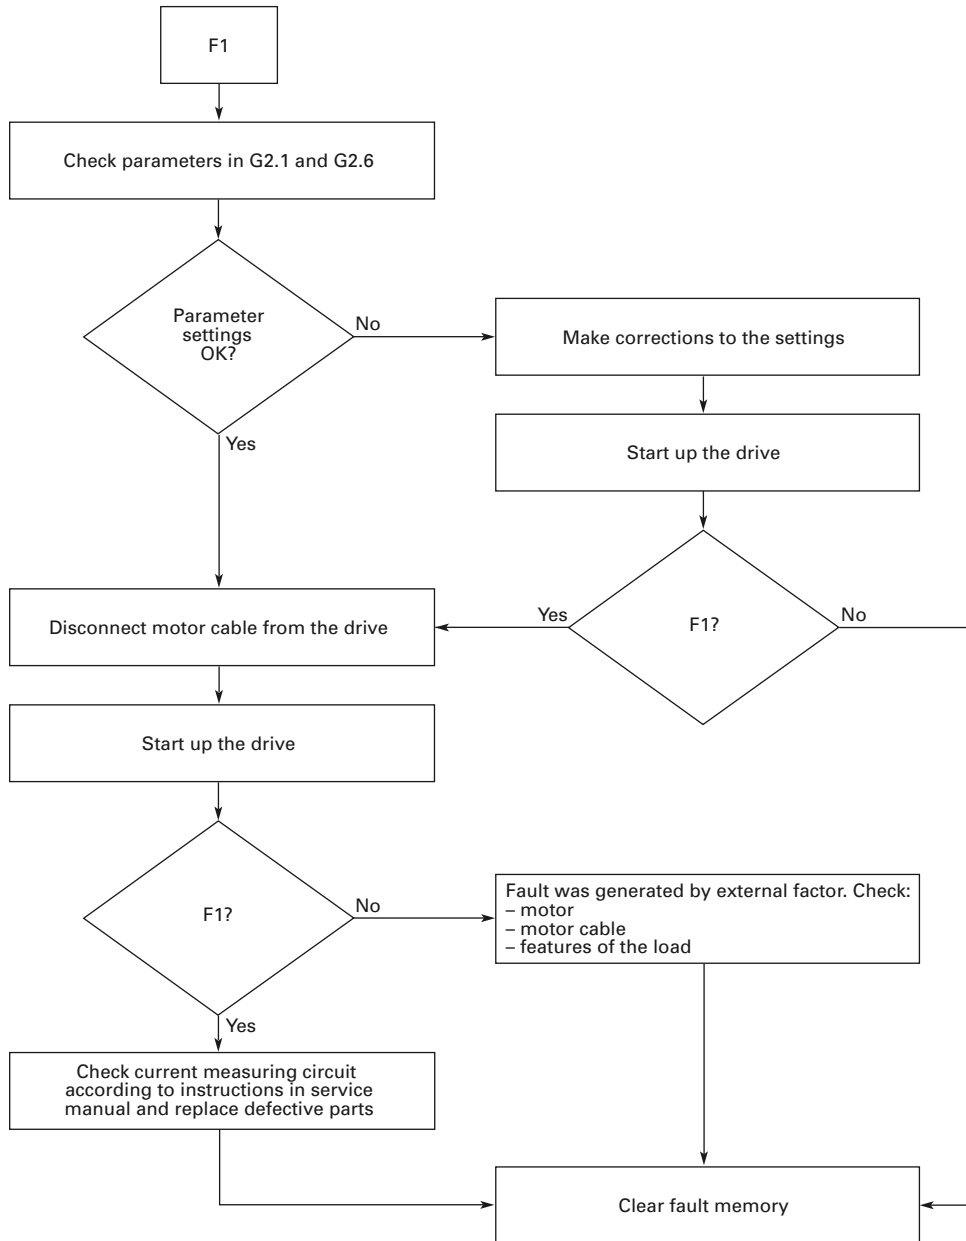 F1
Check parameters in G2.1 and G2.6
Parameter
settings
OK?
No
Make corrections to the settings
Yes
Start up the drive
Disconnect motor cable from the drive
Yes
F1?
No
Start up the drive
F1?
No
Fault was generated by external factor. Check:
– motor
– motor cable
– features of the load
Yes
Check current measuring circuit
according to instructions in service
manual and replace defective parts
Clear fault memory